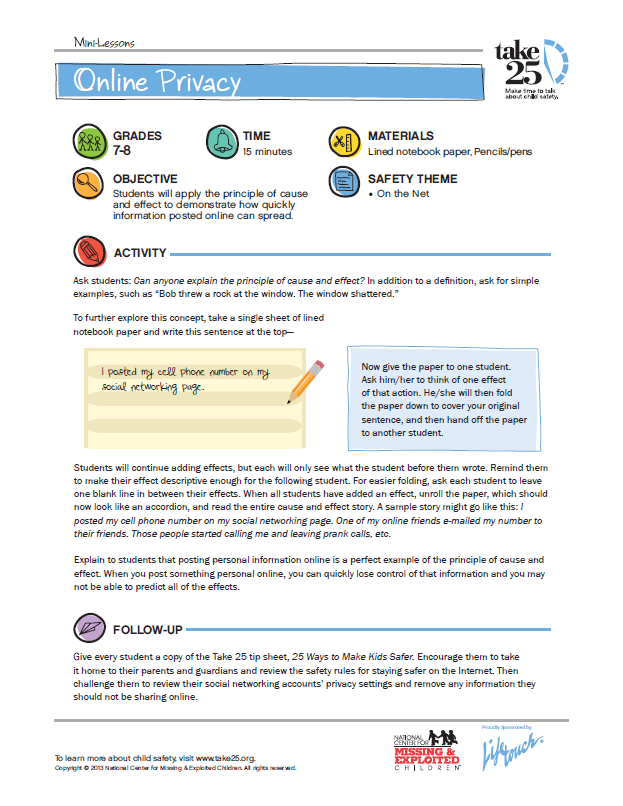 Mini-Lessons
take
25
Make time to talk
about child safety.
Online Privacy
GRADES
7-8
TIME
15 minutes
MATERIALS
Lined notebook paper, Pencils/pens
OBJECTIVE
Students will apply the principle of cause
and effect to demonstrate how quickly
information posted online can spread.
SAFETY THEME
• On the Net
ACTIVITY
Ask students: Can anyone explain the principle of cause and effect? In addition to a definition, ask for simple
examples, such as “Bob threw a rock at the window. The window shattered.”
To further explore this concept, take a single sheet of lined
notebook paper and write this sentence at the top—
I posted my cell phone number on my
social networking page.
Now give the paper to one student.
Ask him/her to think of one effect
of that action. He/she will then fold
the paper down to cover your original
sentence, and then hand off the paper
to another student.
Students will continue adding effects, but each will only see what the student before them wrote. Remind them
to make their effect descriptive enough for the following student. For easier folding, ask each student to leave
one blank line in between their effects. When all students have added an effect, unroll the paper, which should
now look like an accordion, and read the entire cause and effect story. A sample story might go like this: I
posted my cell phone number on my social networking page. One of my online friends e-mailed my number to
their friends. Those people started calling me and leaving prank calls, etc.
Explain to students that posting personal information online is a perfect example of the principle of cause and
effect. When you post something personal online, you can quickly lose control of that information and you may
not be able to predict all of the effects.
FOLLOW-UP
Give every student a copy of the Take 25 tip sheet, 25 Ways to Make Kids Safer. Encourage them to take
it home to their parents and guardians and review the safety rules for staying safer on the Internet. Then
challenge them to review their social networking accounts’ privacy settings and remove any information they
should not be sharing online.
To learn more about child safety, visit www.take25.org.
Copyright © 2013 National Center for Missing & Exploited Children. All rights reserved.
NATIONAL
CENTER FOR
MISSING &
EXPLOITED
CHILDREN
Proudly Sponsored by
Lifetouch